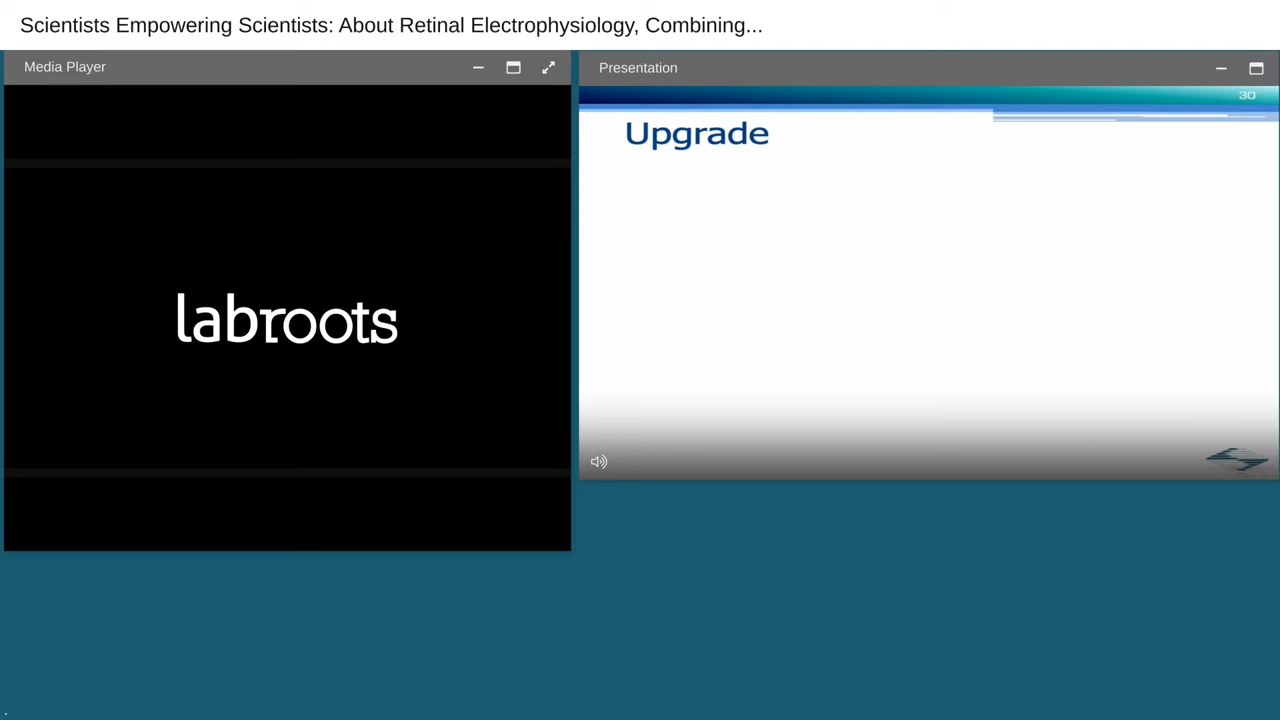 Scientists Empowering Scientists: About Retinal Electrophysiology, Combining...
Media Player
Presentation
30
Upgrade
labroots